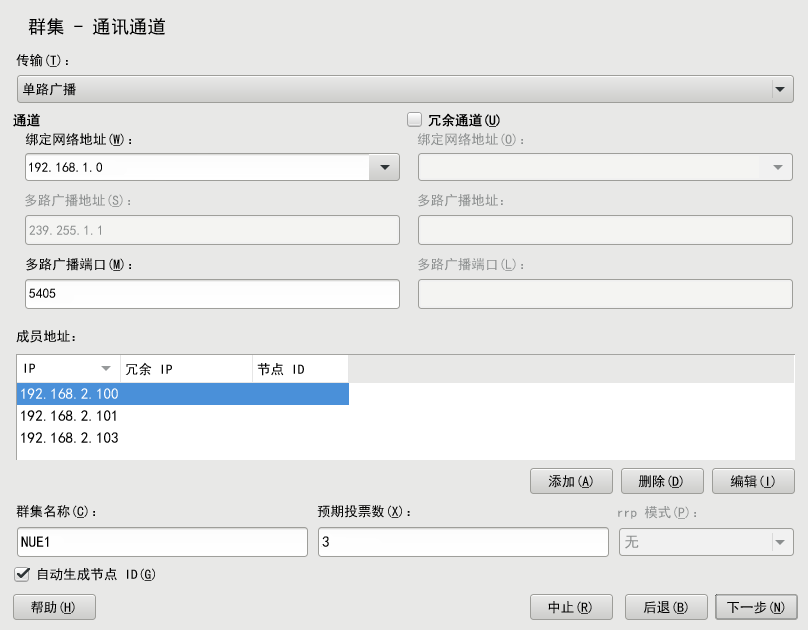 群集 - 通讯通道
传输(T):
单路广播
通道
绑定网络地址(W):
192.168.1.0
多路广播地址(S):
239.255.1.1
多路广播端口(M):
5405
冗余通道(U)
绑定网络地址(O):
多路广播地址:
多路广播端口(L):
成员地址:
IP 冗余 IP 节点 ID
192.168.2.100
192.168.2.101
192.168.2.103
添加(A) 删除(D) 编辑(I)
群集名称(C): 预期投票数(X): rrp 模式(P):
NUE1 3 无
自动生成节点 ID(G)
帮助(H) 中止(R) 后退(B) 下一步(N)